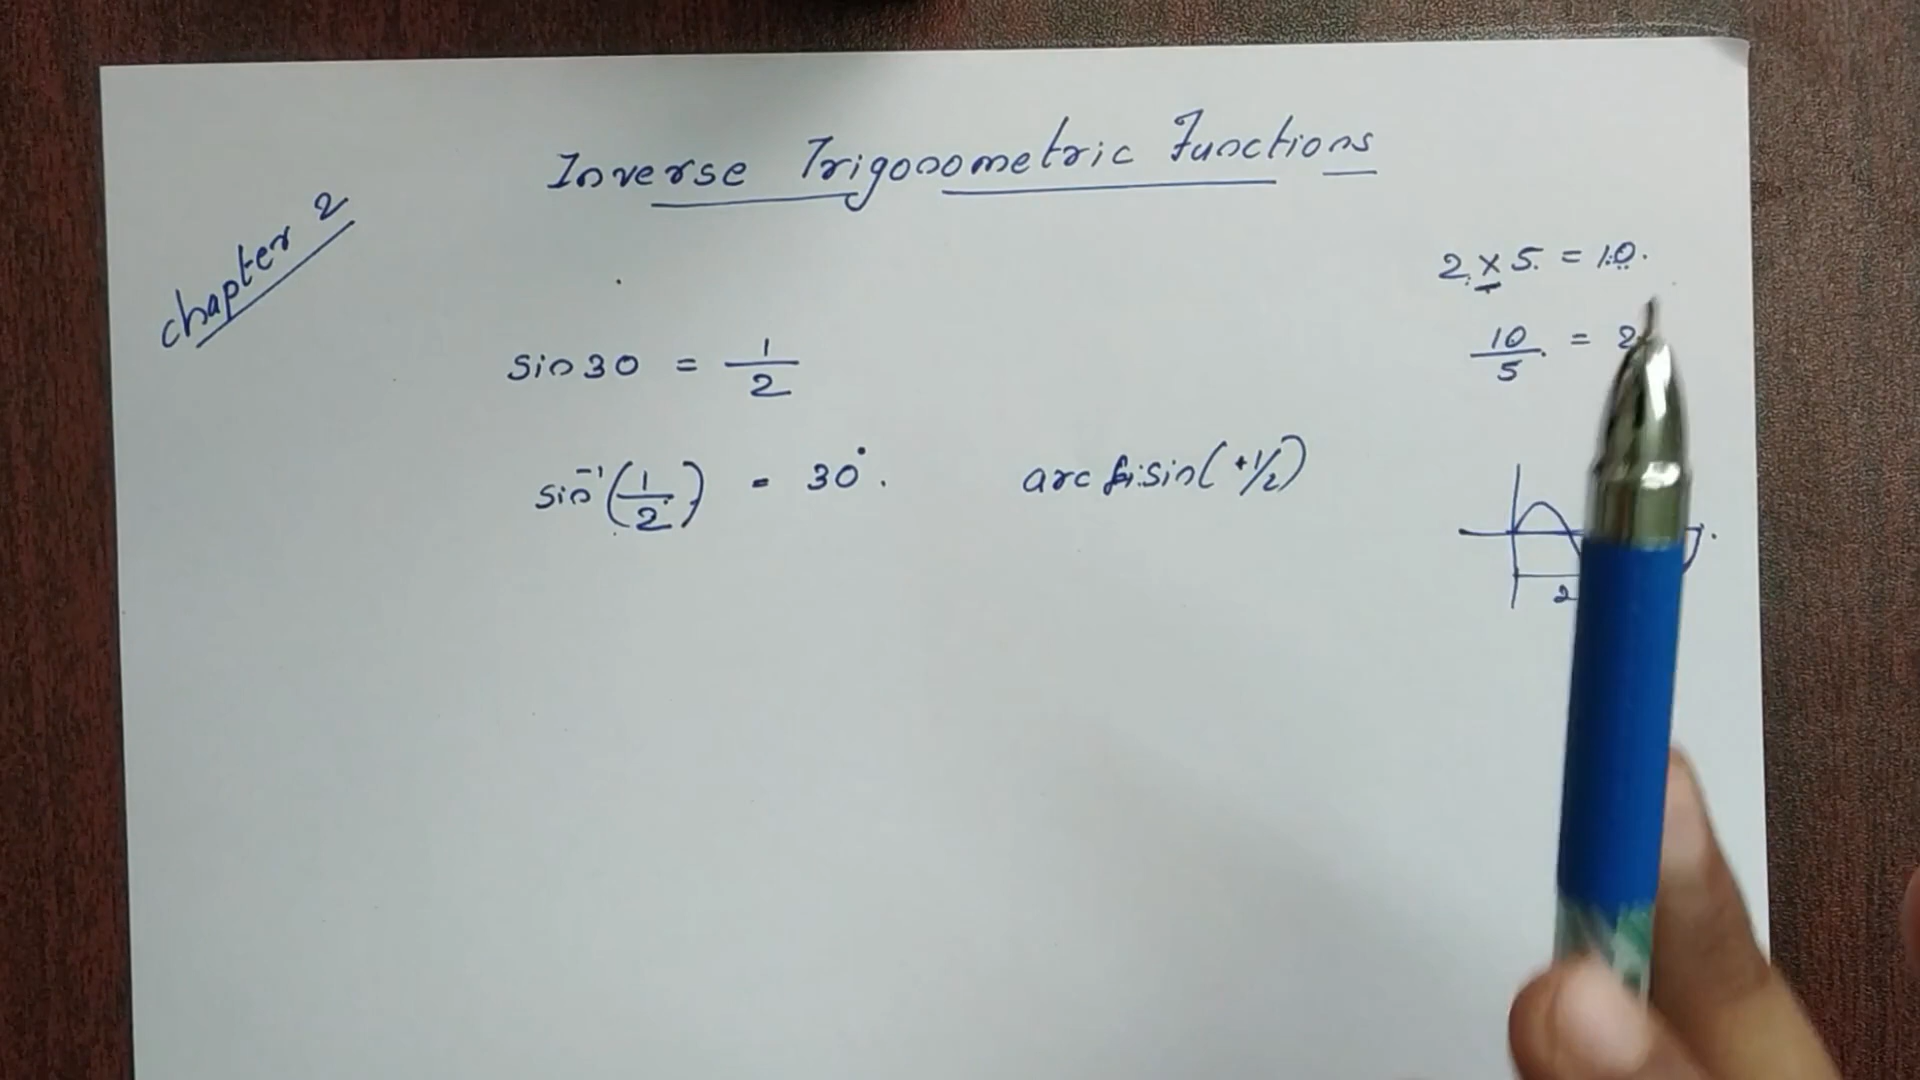 Inverse Trigonometric Functions
chapter 2
2 x 5 = 10.
sin 30 = 1/2
10/5 = 2
sin⁻¹(1/2) = 30°.
arc sin(+1/2)
2